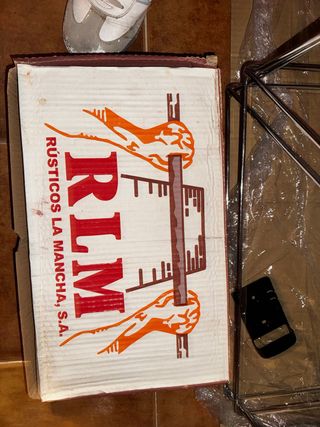 RLM
RÚSTICOS LA MANCHA, S.A.